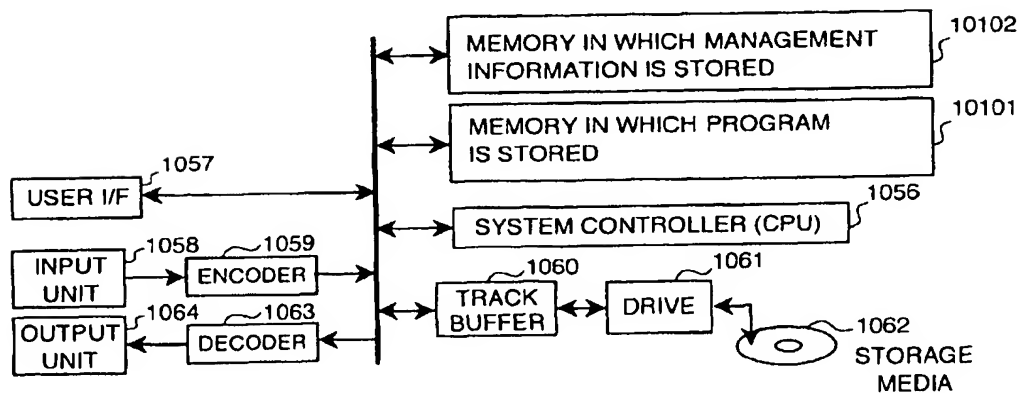 MEMORY IN WHICH MANAGEMENT
INFORMATION IS STORED
10102
MEMORY IN WHICH PROGRAM
IS STORED
10101
USER I/F
1057
SYSTEM CONTROLLER (CPU)
1056
INPUT
UNIT
1058
ENCODER
1059
TRACK
BUFFER
1060
DRIVE
1061
OUTPUT
UNIT
1064
DECODER
1063
1062
STORAGE
MEDIA